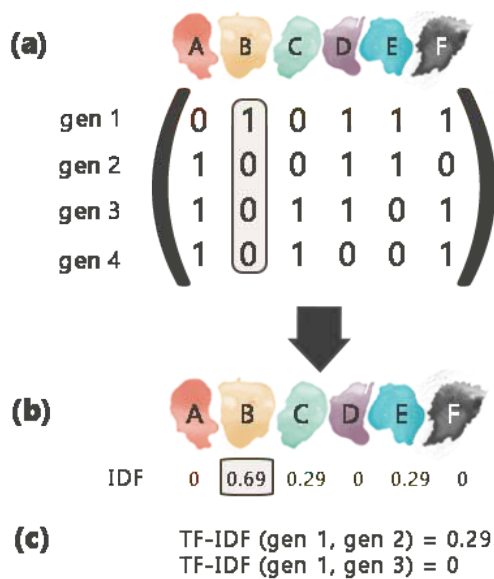 (a) A B C D E F
gen 1 0 1 0 1 1 1
gen 2 1 0 0 1 1 0
gen 3 1 0 1 1 0 1
gen 4 1 0 1 0 0 1
(b) A B C D E F
IDF 0 0.69 0.29 0 0.29 0
(c) TF-IDF (gen 1, gen 2) = 0.29
TF-IDF (gen 1, gen 3) = 0